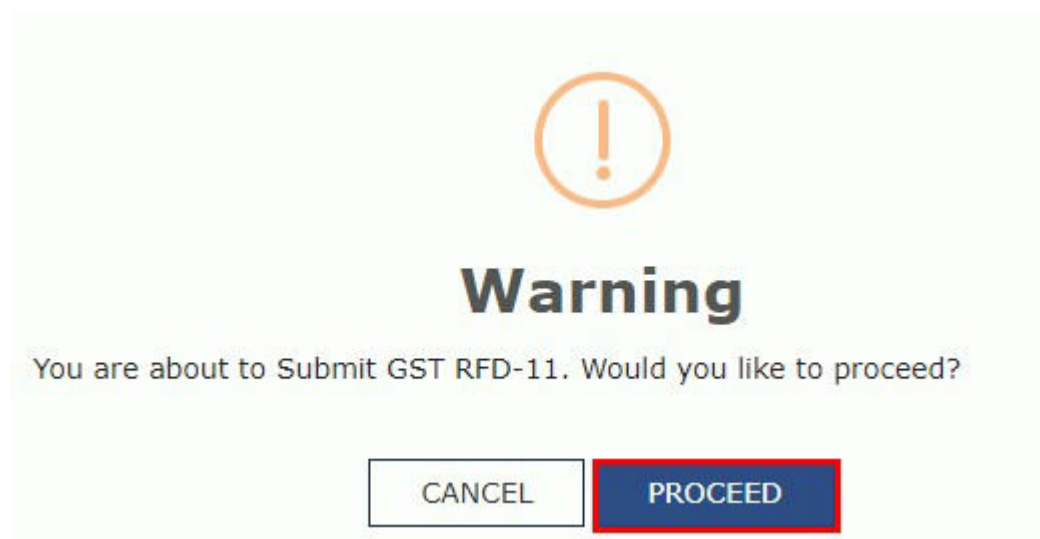 Warning
You are about to Submit GST RFD-11. Would you like to proceed?
CANCEL PROCEED